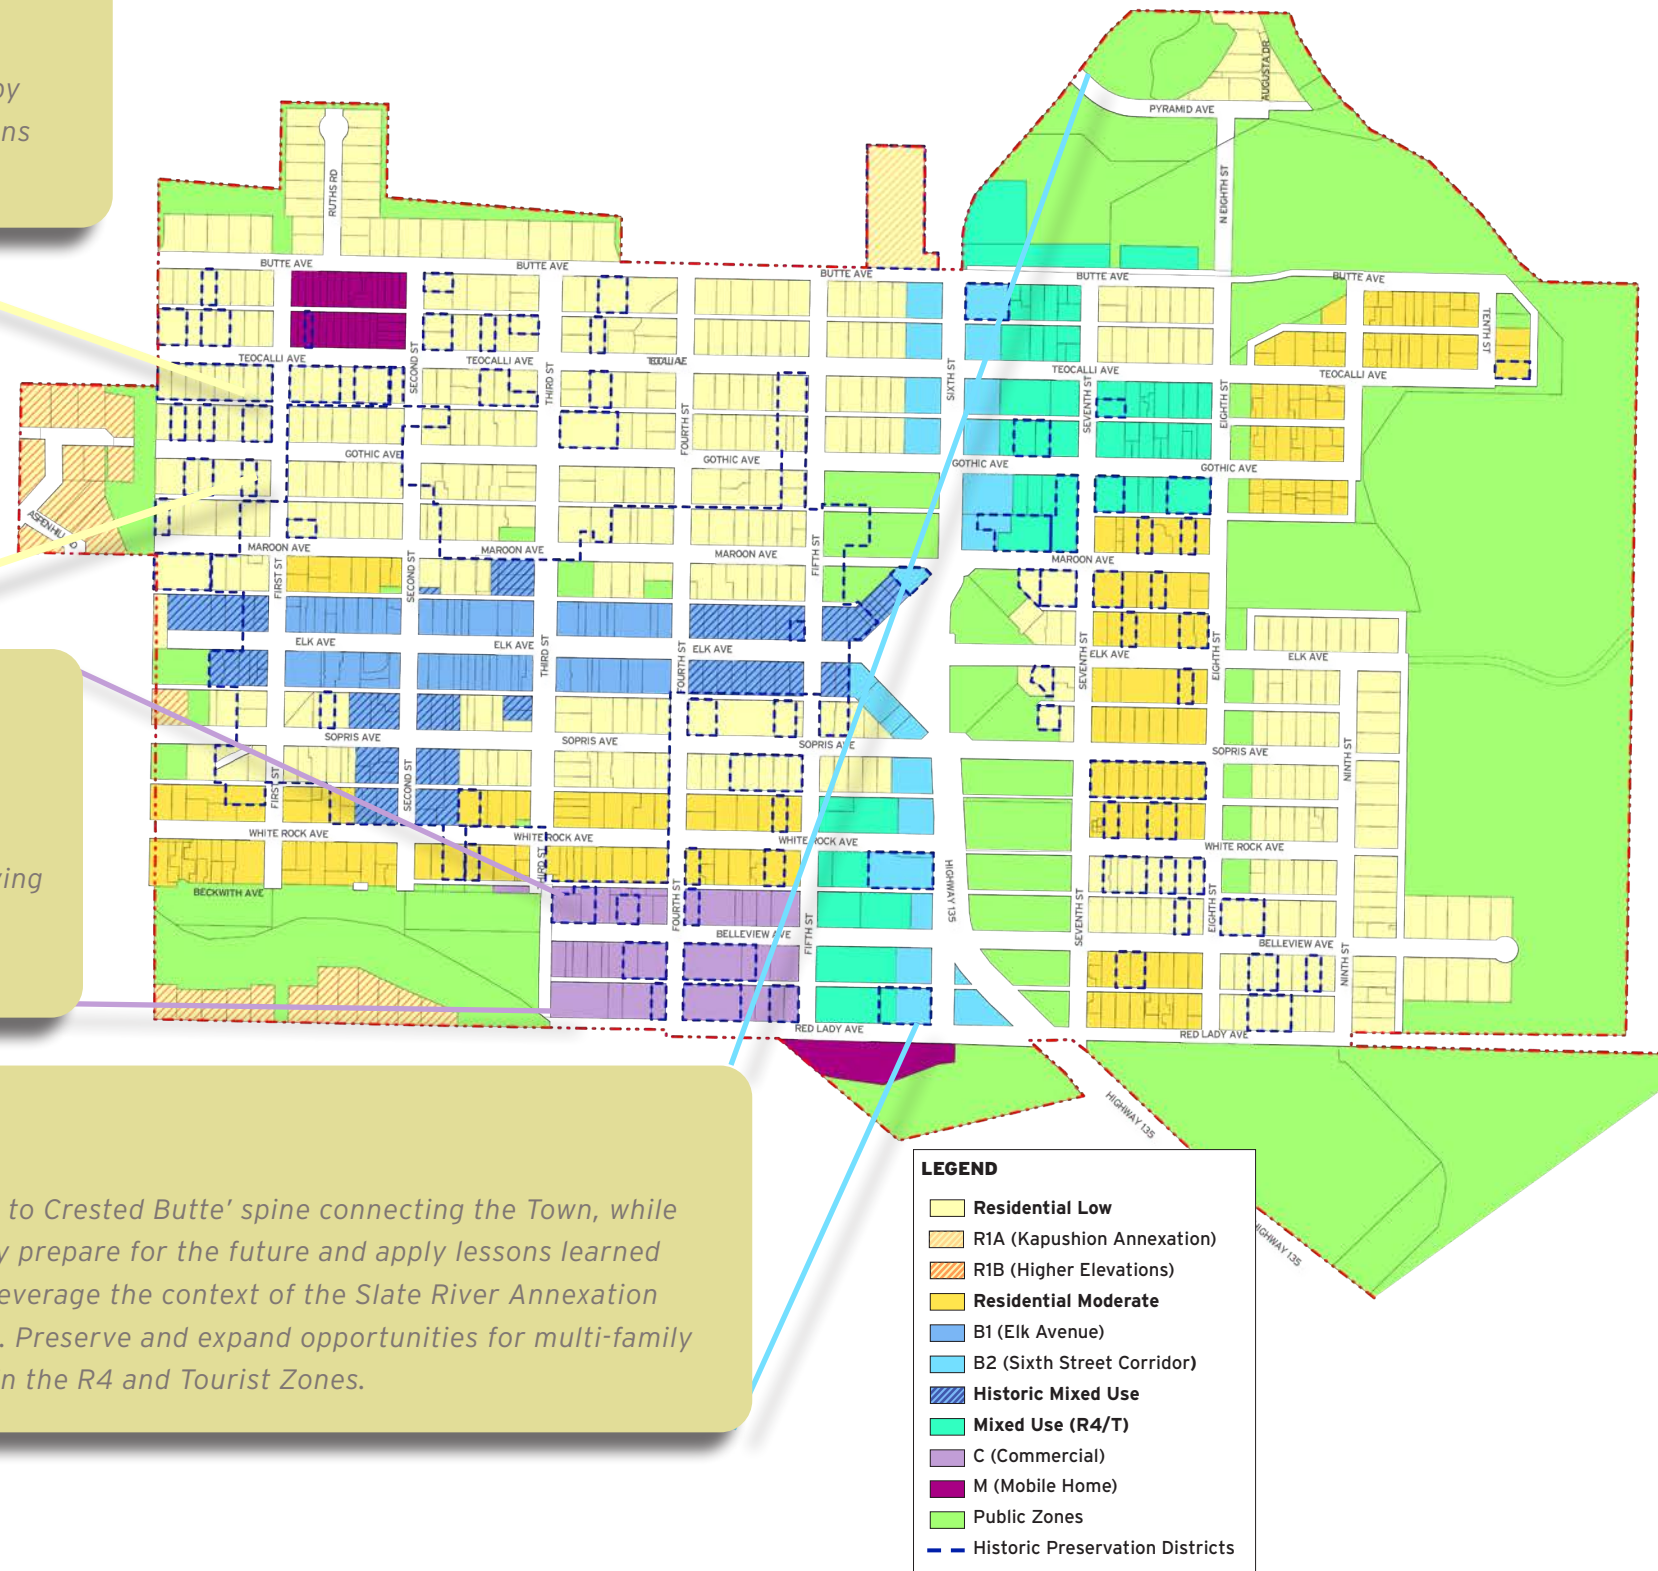 by
ns
AUGUSTA DR
PYRAMID AVE
N EIGHTH ST
RUTHS RD
BUTTE AVE
BUTTE AVE
BUTTE AVE
BUTTE AVE
BUTTE AVE
TENTH ST
TEOCALLI AVE
SECOND ST
TEOCALLI AVE
THIRD ST
SIXTH ST
TEOCALLI AVE
TEOCALLI AVE
SEVENTH ST
EIGHTH ST
FOURTH ST
GOTHIC AVE
GOTHIC AVE
GOTHIC AVE
GOTHIC AVE
MAROON AVE
MAROON AVE
MAROON AVE
MAROON AVE
FIRST ST
SECOND ST
FIFTH ST
ELK AVE
ELK AVE
ELK AVE
ELK AVE
ELK AVE
THIRD ST
FOURTH ST
SEVENTH ST
EIGHTH ST
SOPRIS AVE
SOPRIS AVE
SOPRIS AVE
SOPRIS AVE
FIRST ST
SECOND ST
NINTH ST
WHITE ROCK AVE
WHITE ROCK AVE
WHITE ROCK AVE
WHITE ROCK AVE
HIGHWAY 135
BECKWITH AVE
FOURTH ST
FIFTH ST
SEVENTH ST
EIGHTH ST
BELLEVIEW AVE
BELLEVIEW AVE
NINTH ST
RED LADY AVE
RED LADY AVE
HIGHWAY 135
HIGHWAY 135
to Crested Butte’ spine connecting the Town, while
y prepare for the future and apply lessons learned
everage the context of the Slate River Annexation
. Preserve and expand opportunities for multi-family
n the R4 and Tourist Zones.
LEGEND
Residential Low
R1A (Kapushion Annexation)
R1B (Higher Elevations)
Residential Moderate
B1 (Elk Avenue)
B2 (Sixth Street Corridor)
Historic Mixed Use
Mixed Use (R4/T)
C (Commercial)
M (Mobile Home)
Public Zones
Historic Preservation Districts